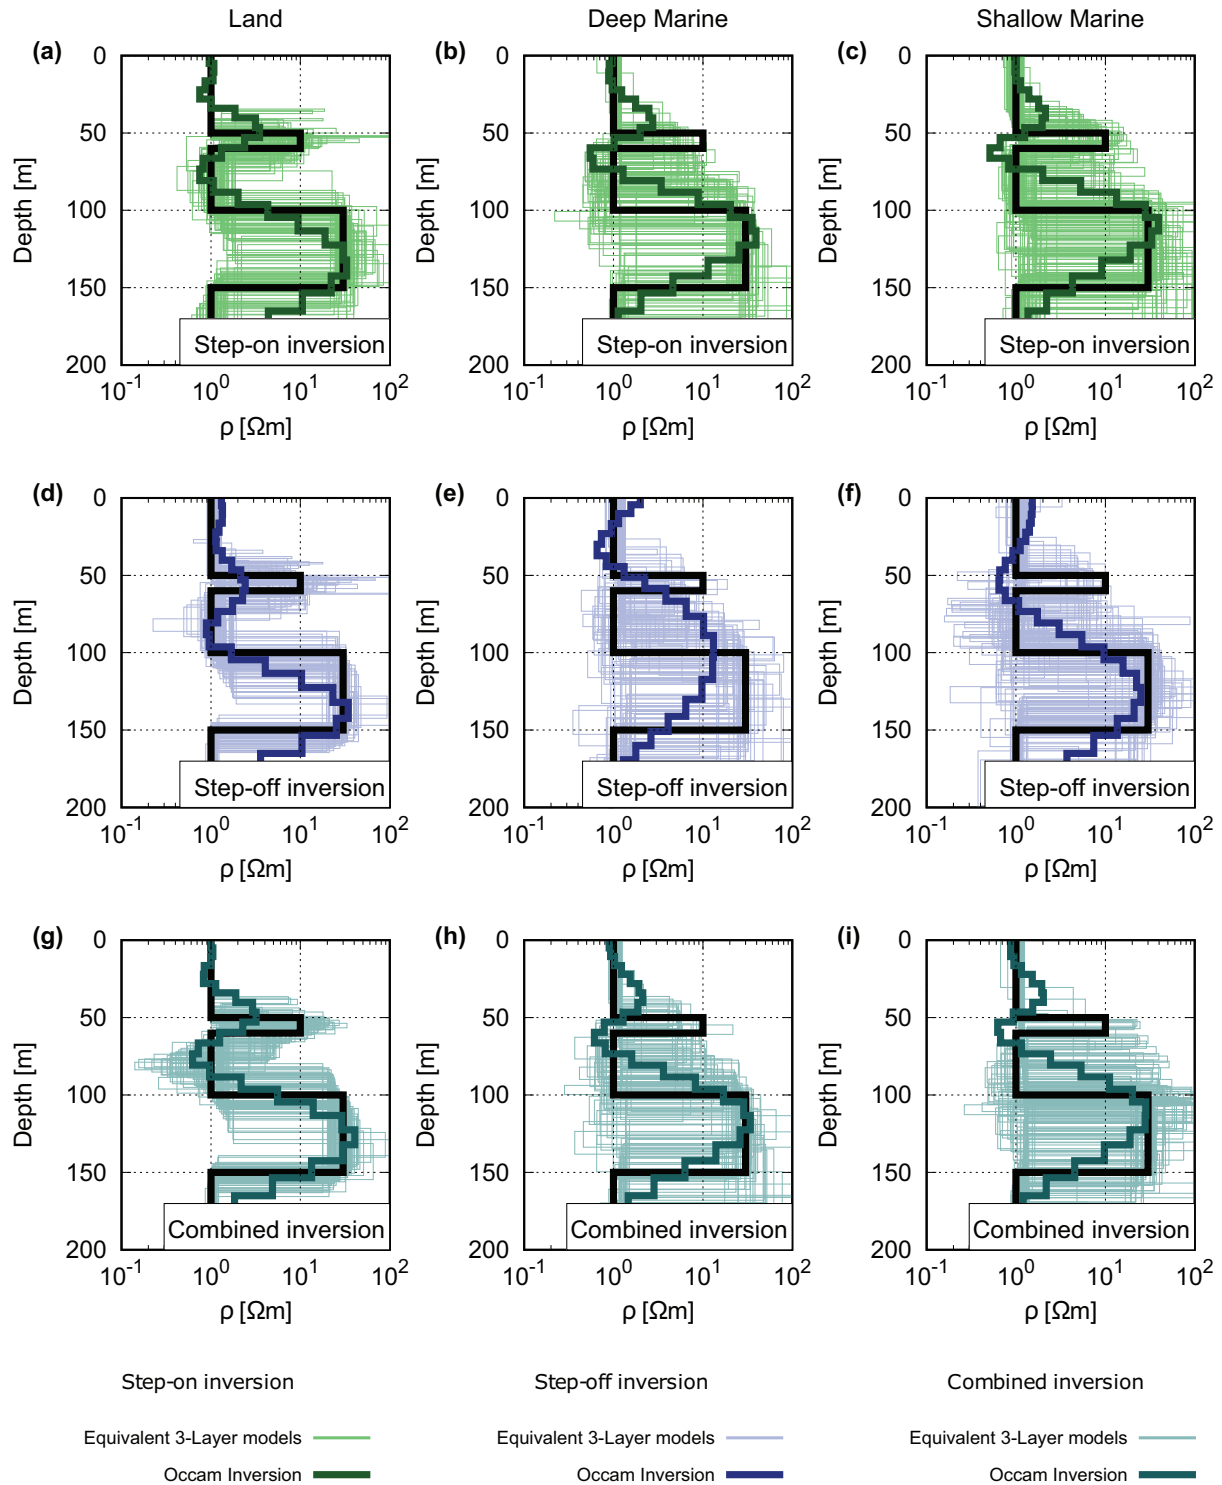 Land Deep Marine Shallow Marine
(a) (b) (c)
0 0 0
50 50 50
100 100 100
150 150 150
200 200 200
Depth [m] Depth [m] Depth [m]
Step-on inversion Step-on inversion Step-on inversion
10⁻¹ 10⁰ 10¹ 10² 10⁻¹ 10⁰ 10¹ 10² 10⁻¹ 10⁰ 10¹ 10²
ρ [Ωm] ρ [Ωm] ρ [Ωm]
(d) (e) (f)
0 0 0
50 50 50
100 100 100
150 150 150
200 200 200
Depth [m] Depth [m] Depth [m]
Step-off inversion Step-off inversion Step-off inversion
10⁻¹ 10⁰ 10¹ 10² 10⁻¹ 10⁰ 10¹ 10² 10⁻¹ 10⁰ 10¹ 10²
ρ [Ωm] ρ [Ωm] ρ [Ωm]
(g) (h) (i)
0 0 0
50 50 50
100 100 100
150 150 150
200 200 200
Depth [m] Depth [m] Depth [m]
Combined inversion Combined inversion Combined inversion
10⁻¹ 10⁰ 10¹ 10² 10⁻¹ 10⁰ 10¹ 10² 10⁻¹ 10⁰ 10¹ 10²
ρ [Ωm] ρ [Ωm] ρ [Ωm]
Step-on inversion Step-off inversion Combined inversion
Equivalent 3-Layer models Equivalent 3-Layer models Equivalent 3-Layer models
Occam Inversion Occam Inversion Occam Inversion